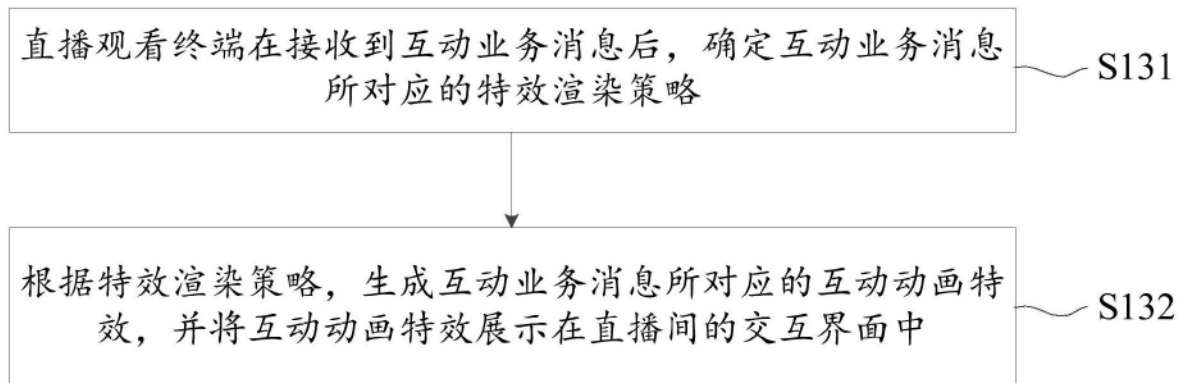 直播观看终端在接收到互动业务消息后，确定互动业务消息
所对应的特效渲染策略
S131
根据特效渲染策略，生成互动业务消息所对应的互动动画特
效，并将互动动画特效展示在直播间的交互界面中
S132